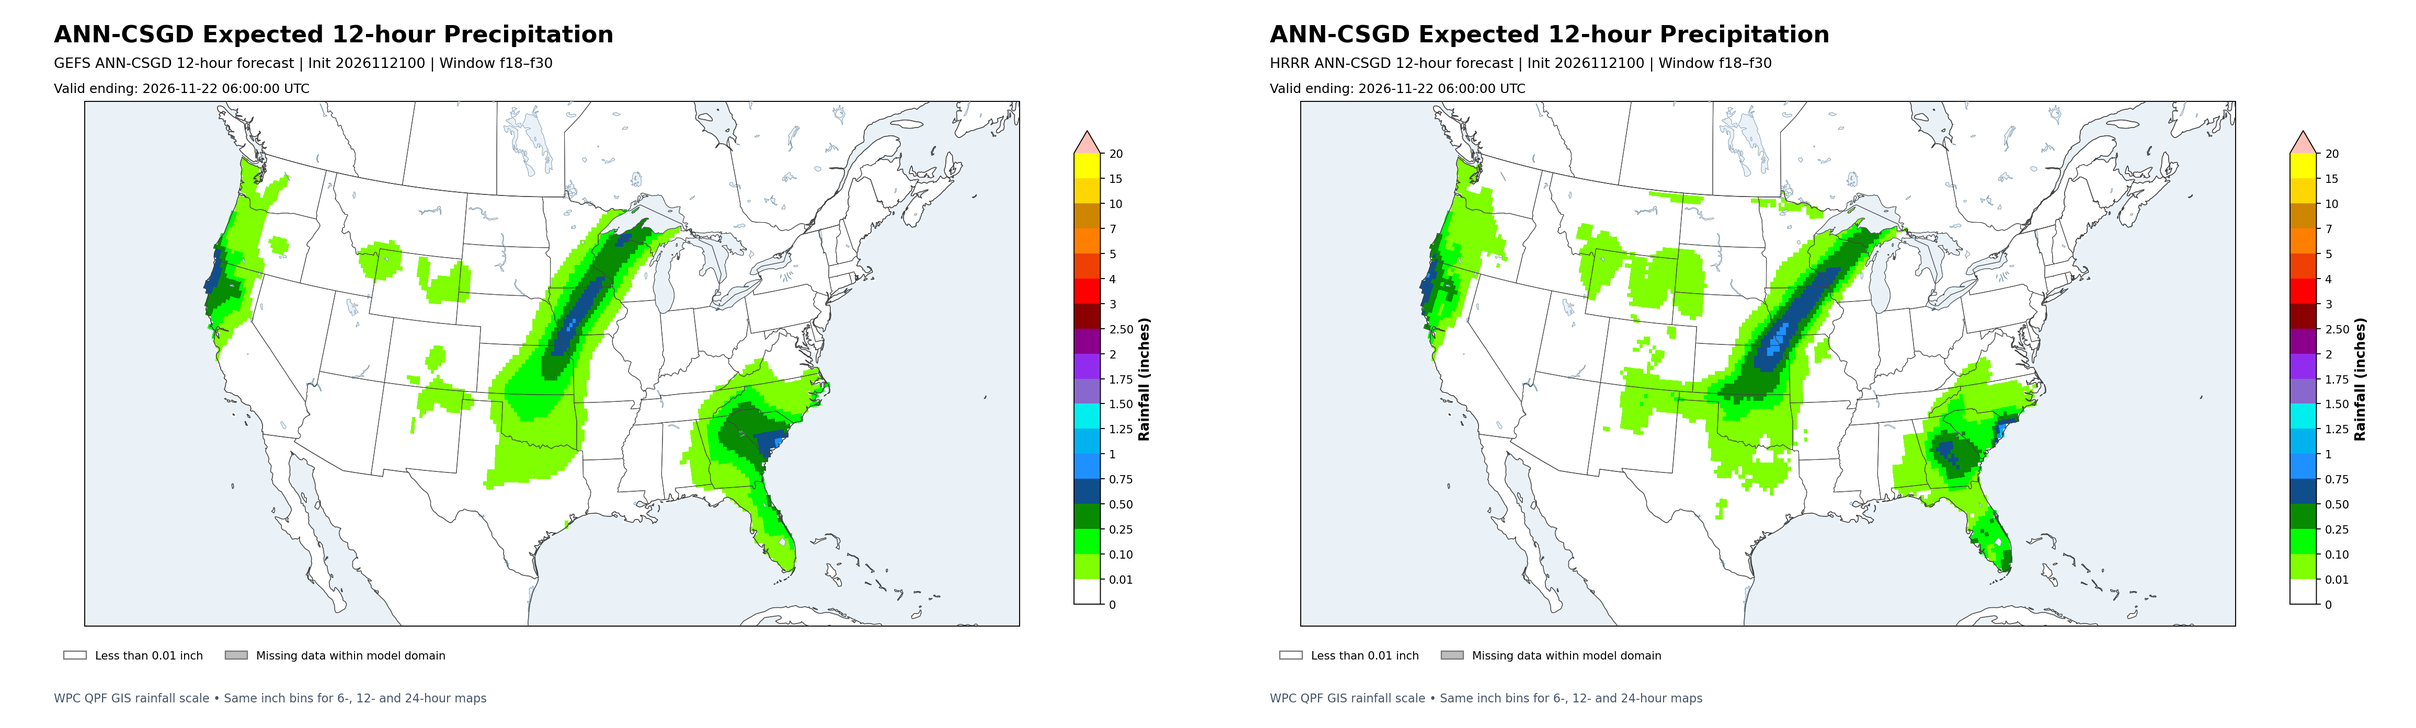 ANN-CSGD Expected 12-hour Precipitation
GEFS ANN-CSGD 12-hour forecast | Init 2026112100 | Window f18–f30
Valid ending: 2026-11-22 06:00:00 UTC
20
15
10
7
5
4
3
2.50
2
1.75
1.50
1.25
1
0.75
0.50
0.25
0.10
0.01
0
Rainfall (inches)
Less than 0.01 inch
Missing data within model domain
WPC QPF GIS rainfall scale • Same inch bins for 6-, 12- and 24-hour maps
ANN-CSGD Expected 12-hour Precipitation
HRRR ANN-CSGD 12-hour forecast | Init 2026112100 | Window f18–f30
Valid ending: 2026-11-22 06:00:00 UTC
20
15
10
7
5
4
3
2.50
2
1.75
1.50
1.25
1
0.75
0.50
0.25
0.10
0.01
0
Rainfall (inches)
Less than 0.01 inch
Missing data within model domain
WPC QPF GIS rainfall scale • Same inch bins for 6-, 12- and 24-hour maps